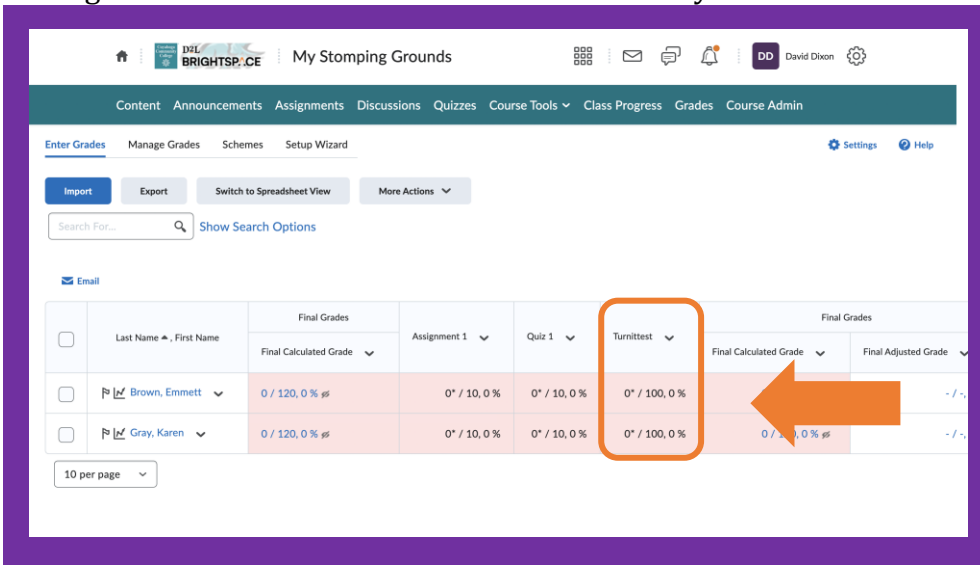 D2L
BRIGHTSPACE
My Stomping Grounds
DD
David Dixon
Content Announcements Assignments Discussions Quizzes Course Tools Class Progress Grades Course Admin
Enter Grades Manage Grades Schemes Setup Wizard
Settings Help
Import Export Switch to Spreadsheet View More Actions
Search For... Show Search Options
Email
Last Name , First Name
Final Grades
Final Calculated Grade
Assignment 1
Quiz 1
Turnittest
Final Grades
Final Calculated Grade
Final Adjusted Grade
Brown, Emmett 0 / 120, 0 % 0* / 10, 0 % 0* / 10, 0 % 0* / 100, 0 % - / -,
Gray, Karen 0 / 120, 0 % 0* / 10, 0 % 0* / 10, 0 % 0* / 100, 0 % 0 / 0, 0 % - / -,
10 per page